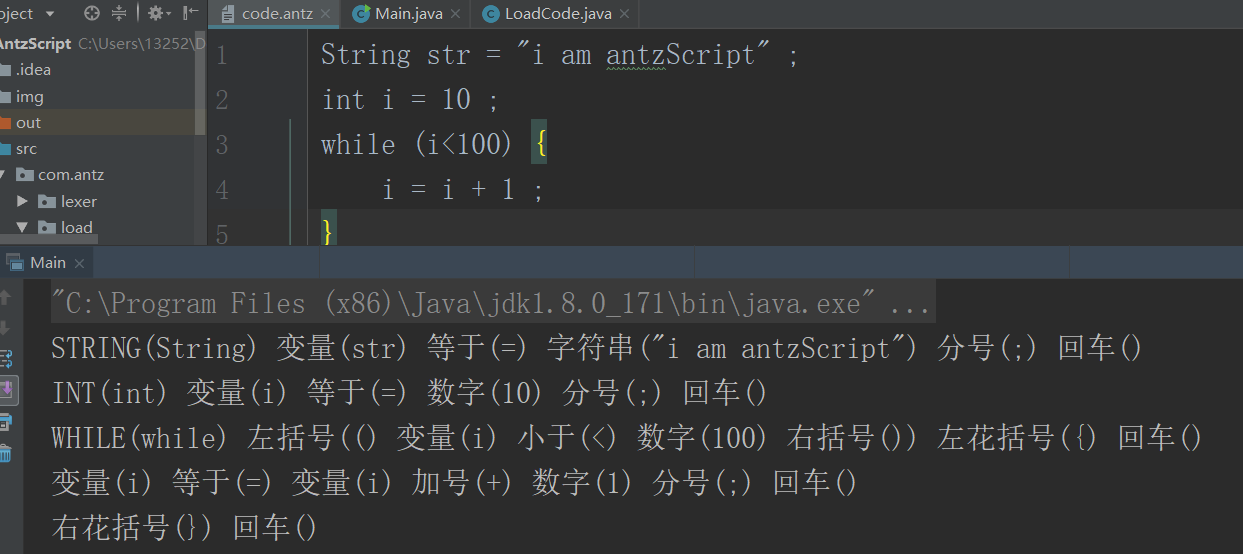 oject
code.antz Main.java LoadCode.java
AntzScript C:\Users\13252\D
.idea
img
out
src
com.antz
lexer
load
1 String str = "i am antzScript" ;
2 int i = 10 ;
3 while (i<100) {
4 i = i + 1 ;
5 }
Main
"C:\Program Files (x86)\Java\jdk1.8.0_171\bin\java.exe" ...
STRING(String) 变量(str) 等于(=) 字符串("i am antzScript") 分号(;) 回车()
INT(int) 变量(i) 等于(=) 数字(10) 分号(;) 回车()
WHILE(while) 左括号(() 变量(i) 小于(<) 数字(100) 右括号()) 左花括号({) 回车()
变量(i) 等于(=) 变量(i) 加号(+) 数字(1) 分号(;) 回车()
右花括号(}) 回车()